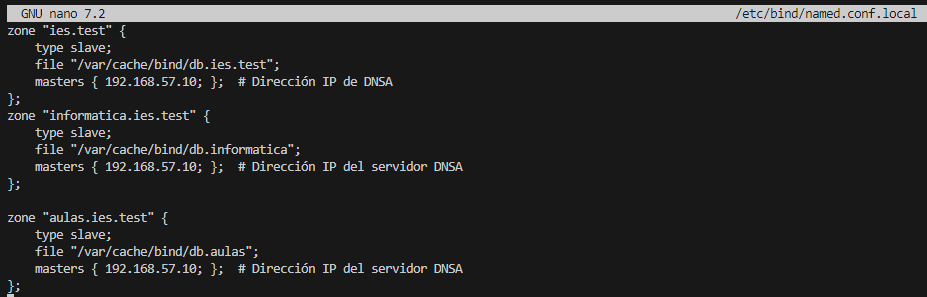 GNU nano 7.2 /etc/bind/named.conf.local
zone "ies.test" {
    type slave;
    file "/var/cache/bind/db.ies.test";
    masters { 192.168.57.10; };  # Dirección IP de DNSA
};
zone "informatica.ies.test" {
    type slave;
    file "/var/cache/bind/db.informatica";
    masters { 192.168.57.10; };  # Dirección IP del servidor DNSA
};

zone "aulas.ies.test" {
    type slave;
    file "/var/cache/bind/db.aulas";
    masters { 192.168.57.10; };  # Dirección IP del servidor DNSA
};